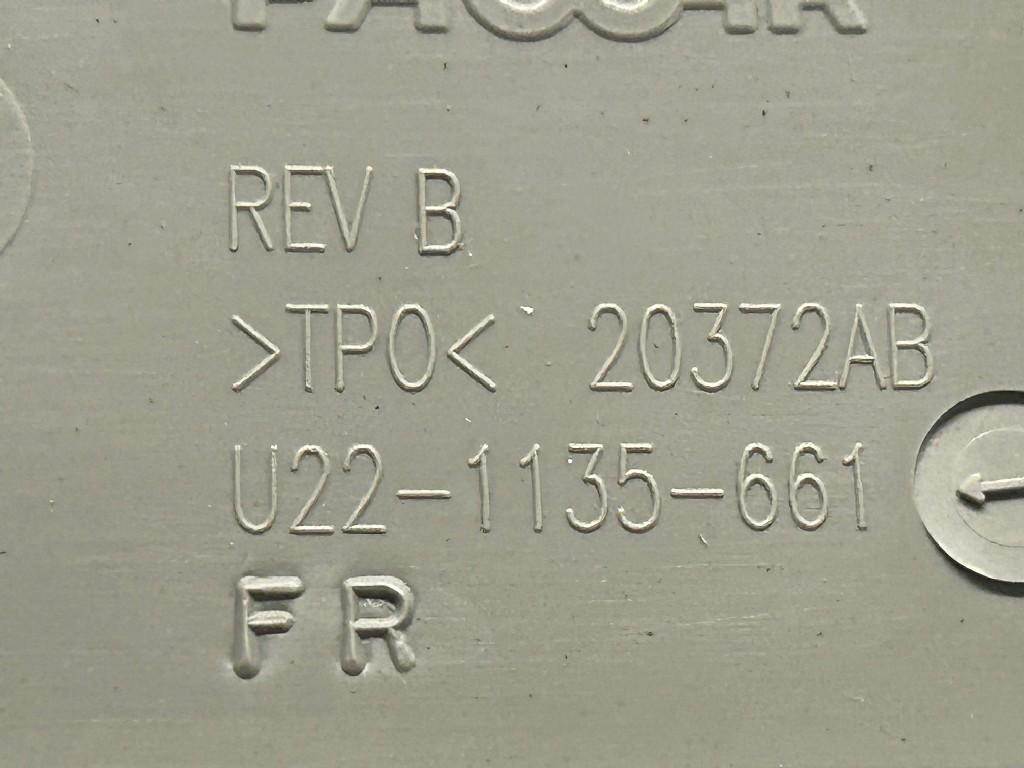 REV B
>TPO< 20372AB
U22-1135-661
FR